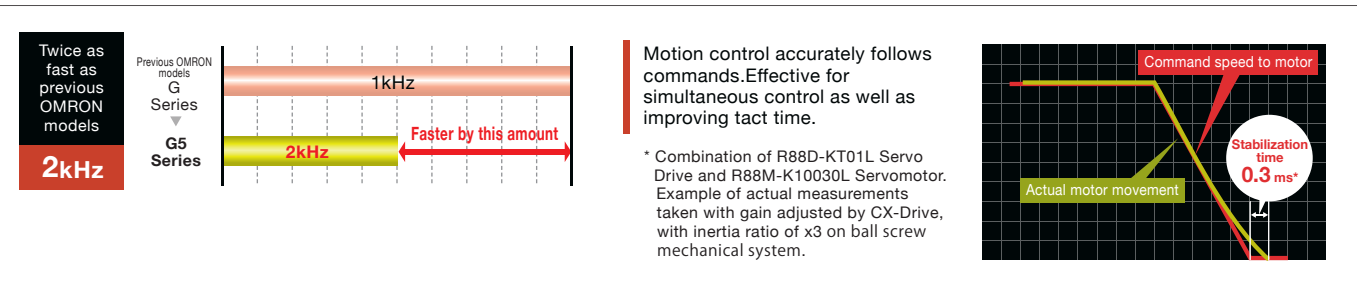 Twice as
fast as
previous
OMRON
models
2kHz
Previous OMRON
models
G
Series
G5
Series
1kHz
2kHz
Faster by this amount
Motion control accurately follows
commands.Effective for
simultaneous control as well as
improving tact time.
* Combination of R88D-KT01L Servo
Drive and R88M-K10030L Servomotor.
Example of actual measurements
taken with gain adjusted by CX-Drive,
with inertia ratio of x3 on ball screw
mechanical system.
Command speed to motor
Actual motor movement
Stabilization
time
0.3 ms*